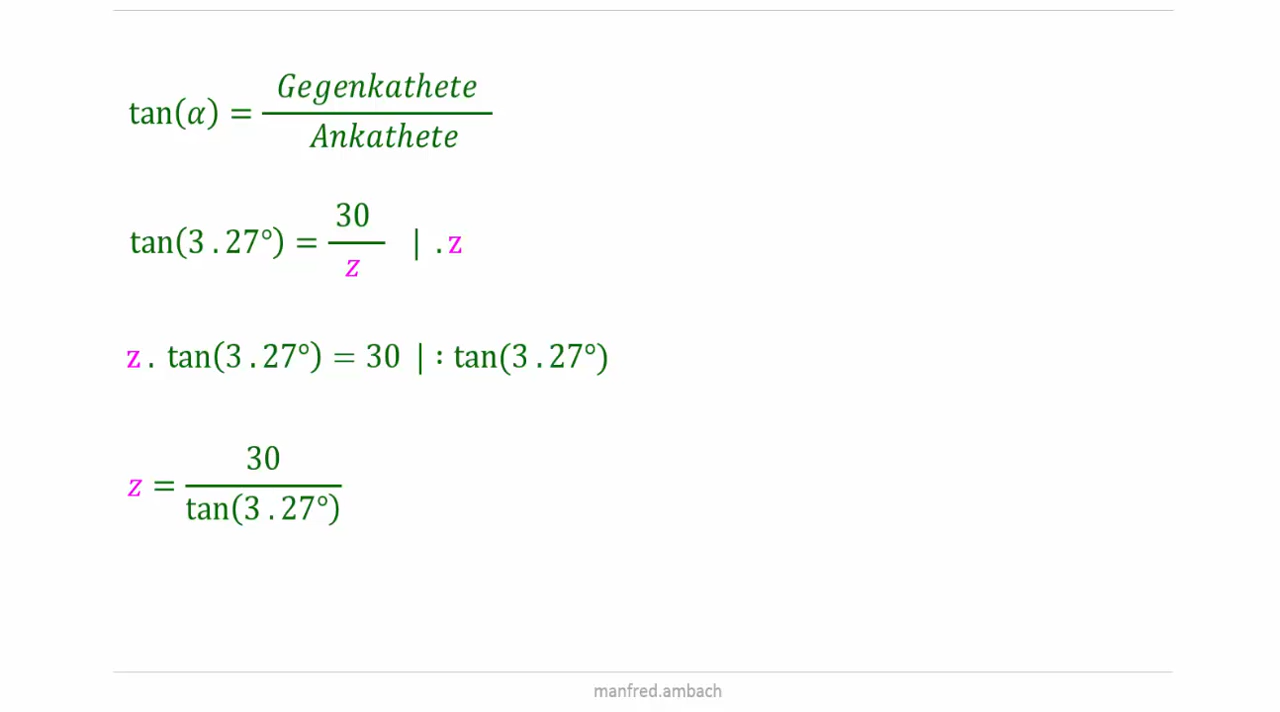 tan(α) = Gegenkathete / Ankathete
tan(3 . 27°) = 30 / z | . z
z . tan(3 . 27°) = 30 | : tan(3 . 27°)
z = 30 / tan(3 . 27°)
manfred.ambach